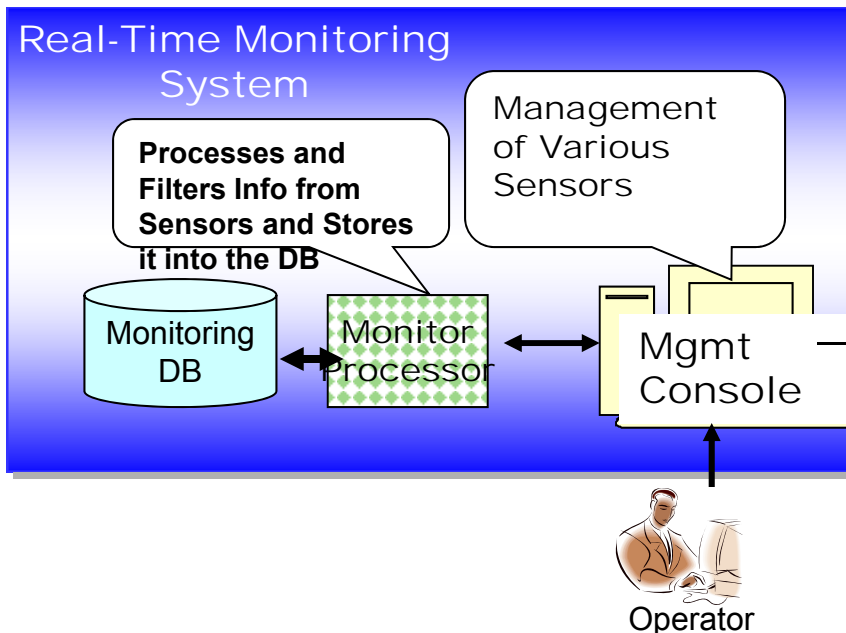 Real-Time Monitoring
System
Management
of Various
Sensors
Processes and
Filters Info from
Sensors and Stores
it into the DB
Monitoring
DB
Monitor
Processor
Mgmt
Console
Operator